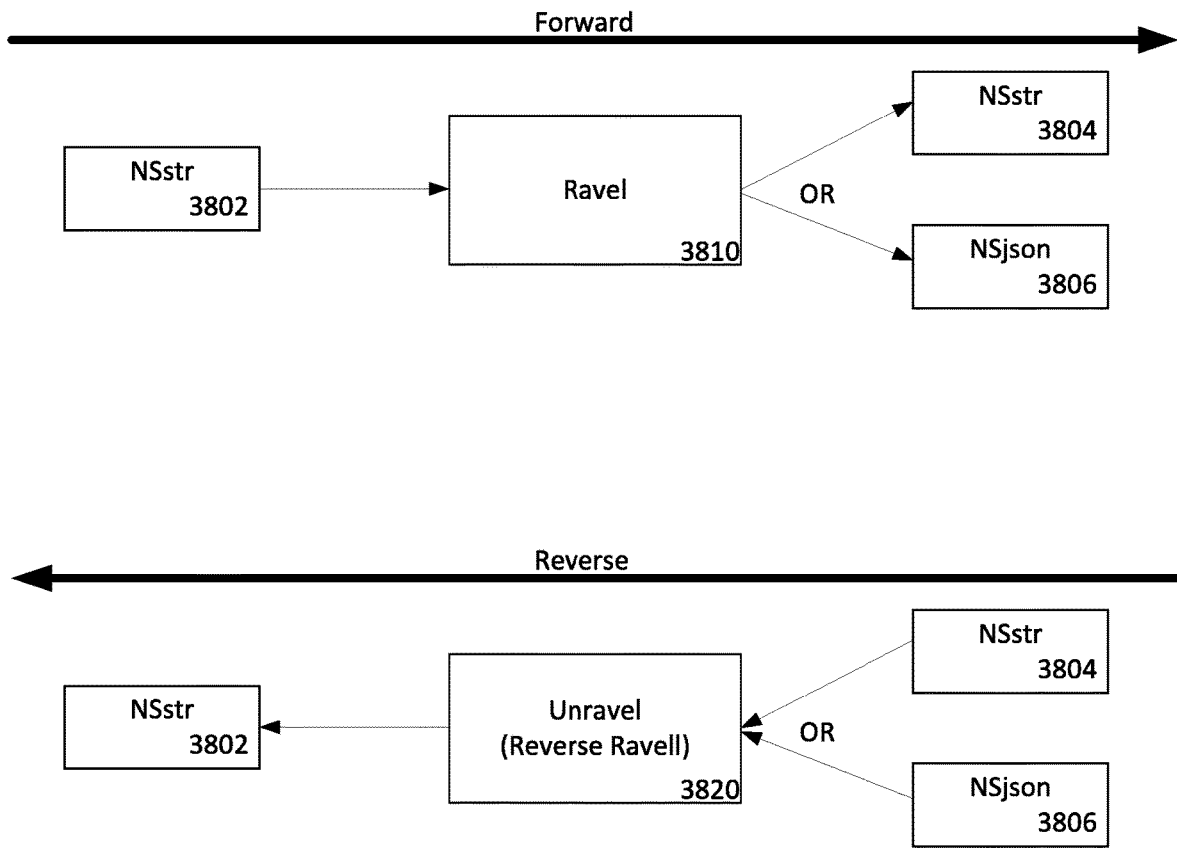 Forward
NSstr
3802
Ravel
3810
NSstr
3804
OR
NSjson
3806
Reverse
NSstr
3802
Unravel
(Reverse Ravell)
3820
NSstr
3804
OR
NSjson
3806